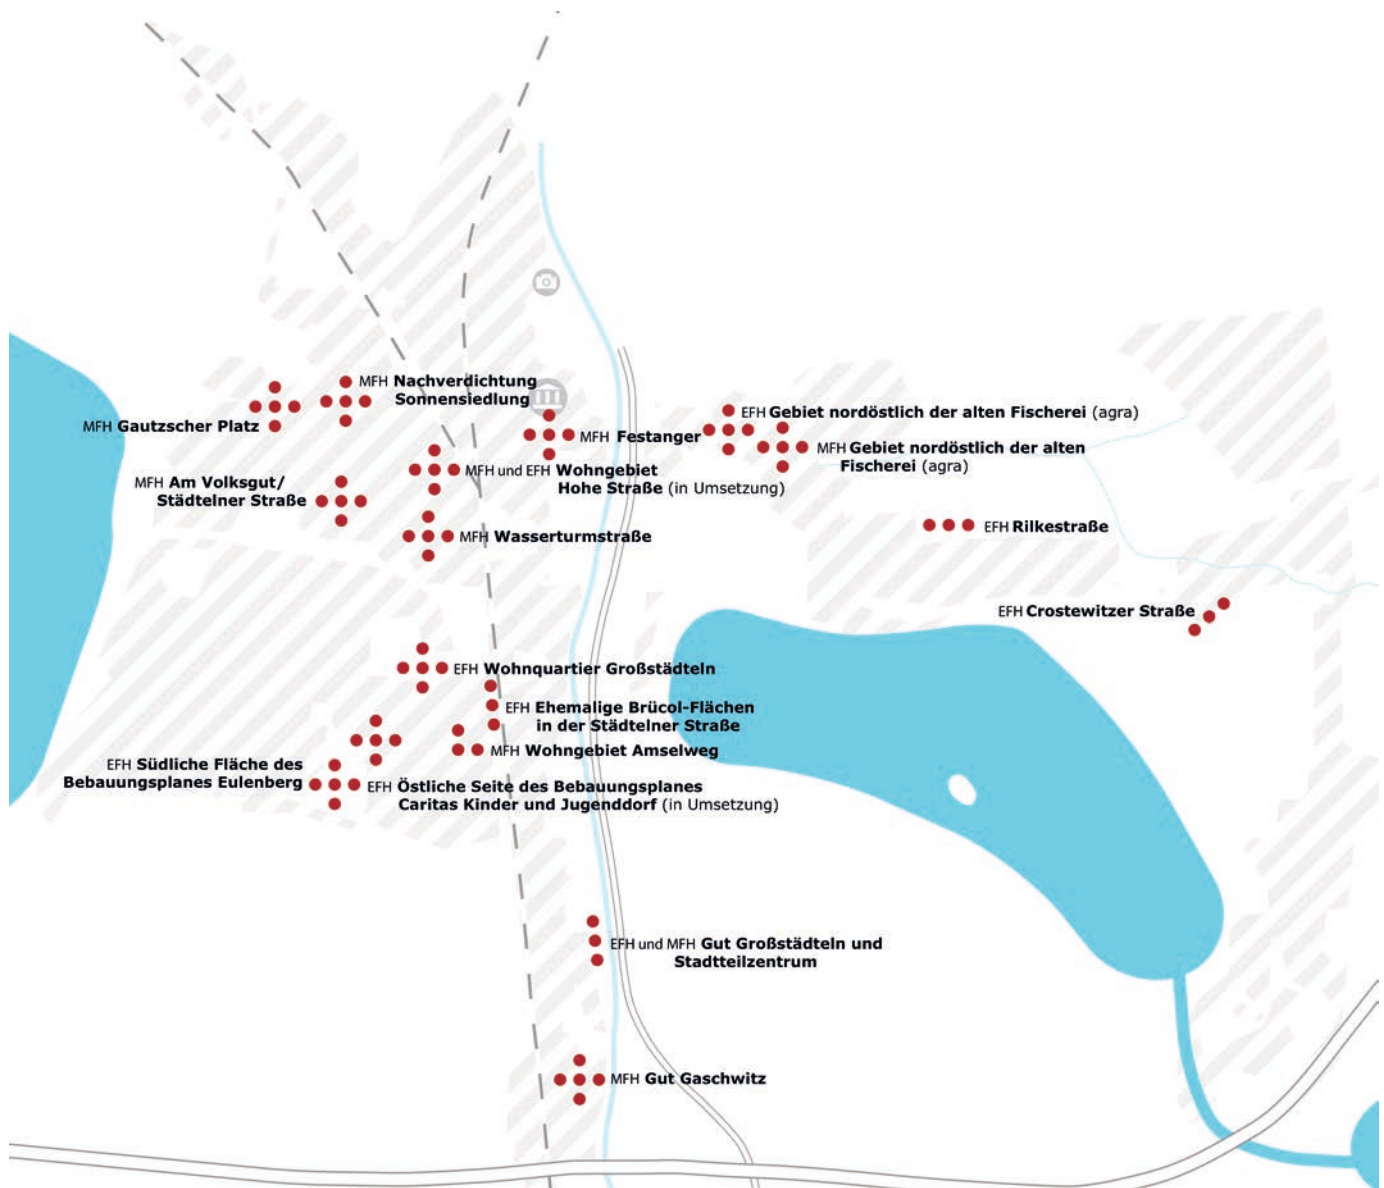 MFH Nachverdichtung
Sonnensiedlung
MFH Gautzscher Platz
MFH Festanger
EFH Gebiet nordöstlich der alten Fischerei (agra)
MFH Gebiet nordöstlich der alten
Fischerei (agra)
MFH und EFH Wohngebiet
Hohe Straße (in Umsetzung)
MFH Am Volksgut/
Städtelner Straße
MFH Wasserturmstraße
EFH Rilkestraße
EFH Crostewitzer Straße
EFH Wohnquartier Großstädteln
EFH Ehemalige Brücol-Flächen
in der Städtelner Straße
MFH Wohngebiet Amselweg
EFH Südliche Fläche des
Bebauungsplanes Eulenberg
EFH Östliche Seite des Bebauungsplanes
Caritas Kinder und Jugenddorf (in Umsetzung)
EFH und MFH Gut Großstädteln und
Stadtteilzentrum
MFH Gut Gaschwitz